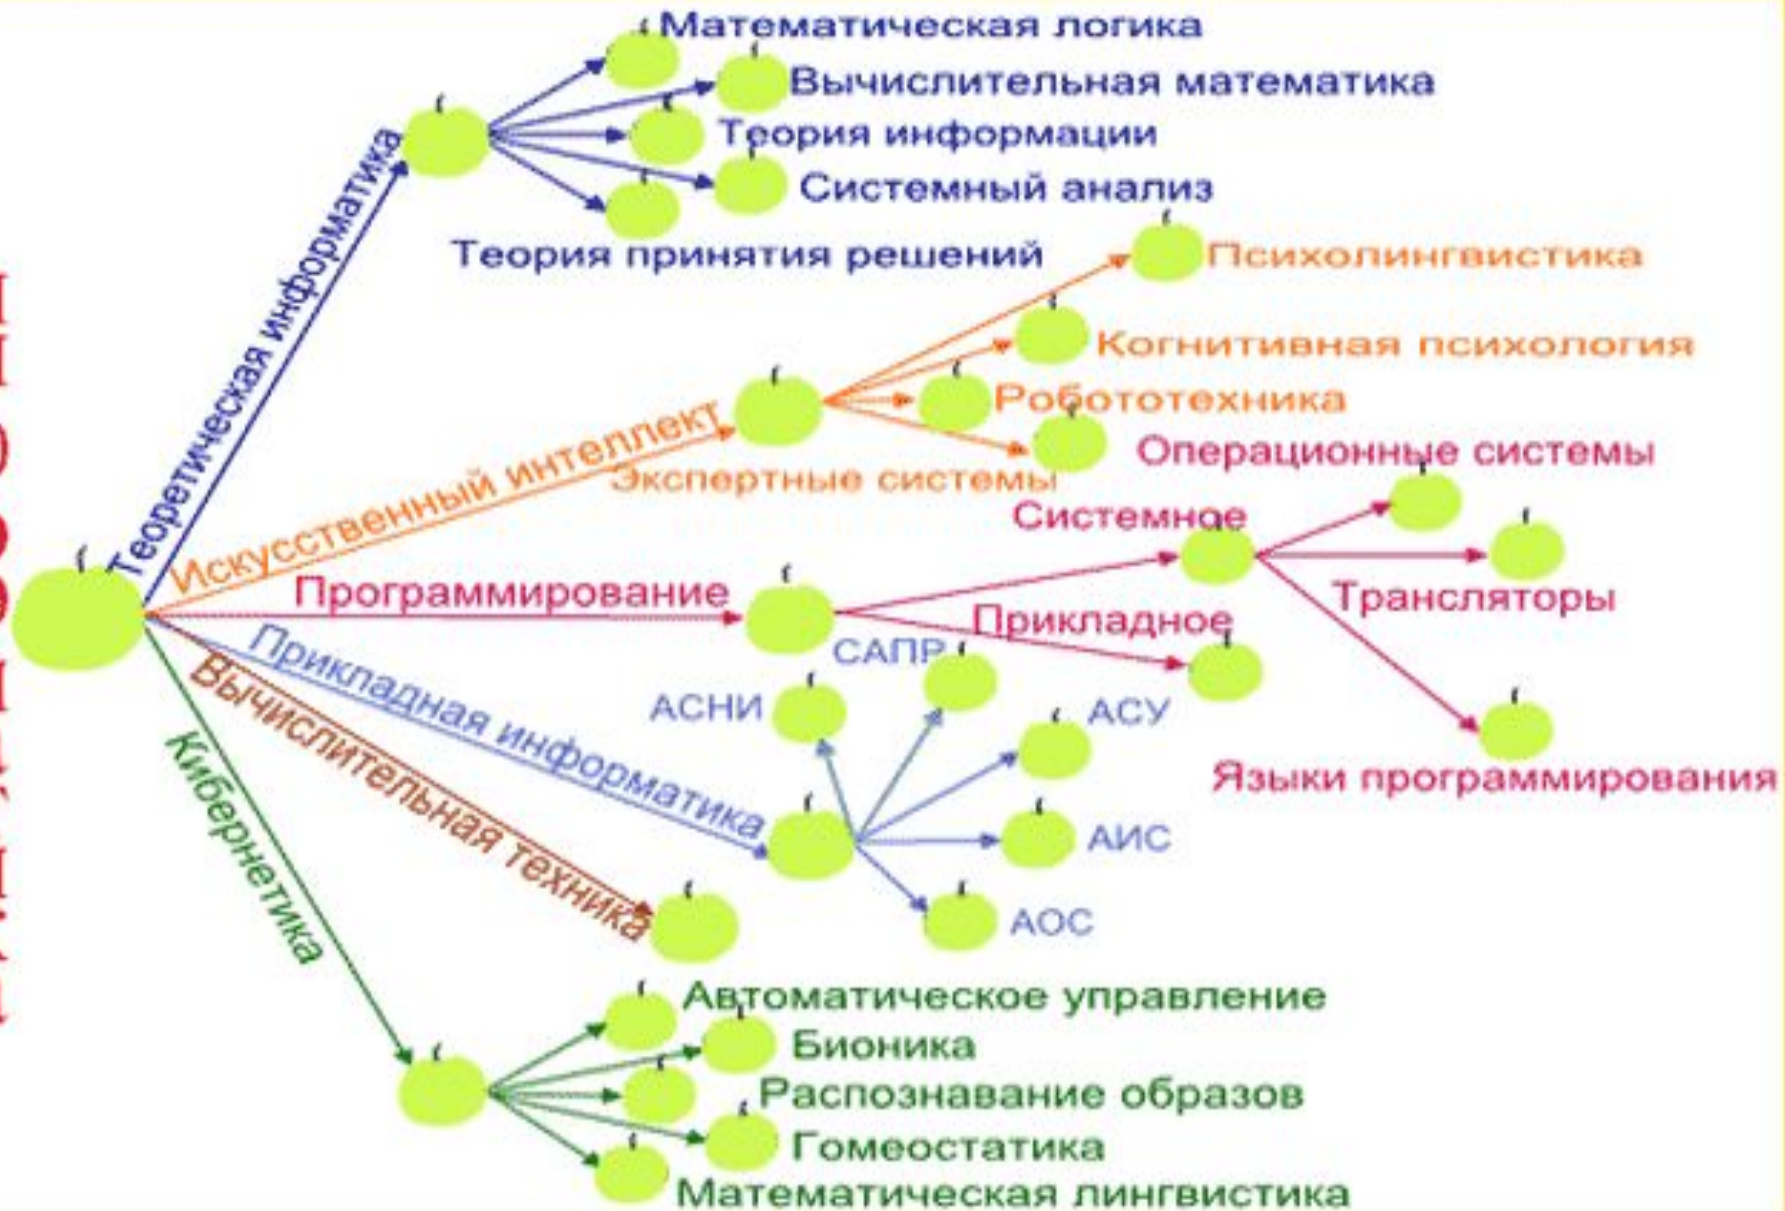 Математическая логика
Вычислительная математика
Теория информации
Системный анализ
Теория принятия решений
Теоретическая информатика
Психолингвистика
Когнитивная психология
Робототехника
Экспертные системы
Искусственный интеллект
Операционные системы
Системное
Трансляторы
Программирование
Прикладное
Языки программирования
САПР
АСНИ
АСУ
АИС
АОС
Прикладная информатика
Вычислительная техника
Кибернетика
Автоматическое управление
Бионика
Распознавание образов
Гомеостатика
Математическая лингвистика